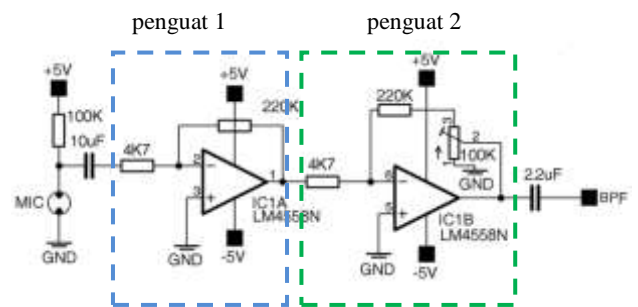 penguat 1
penguat 2
+5V
100K
10uF
MIC
GND
4K7
+5V
220K
2
3
1
IC1A
LM4558N
-5V
GND
4K7
+5V
220K
3
2
1
100K
GND
6
5
IC1B
LM4558N
-5V
GND
2.2uF
BPF